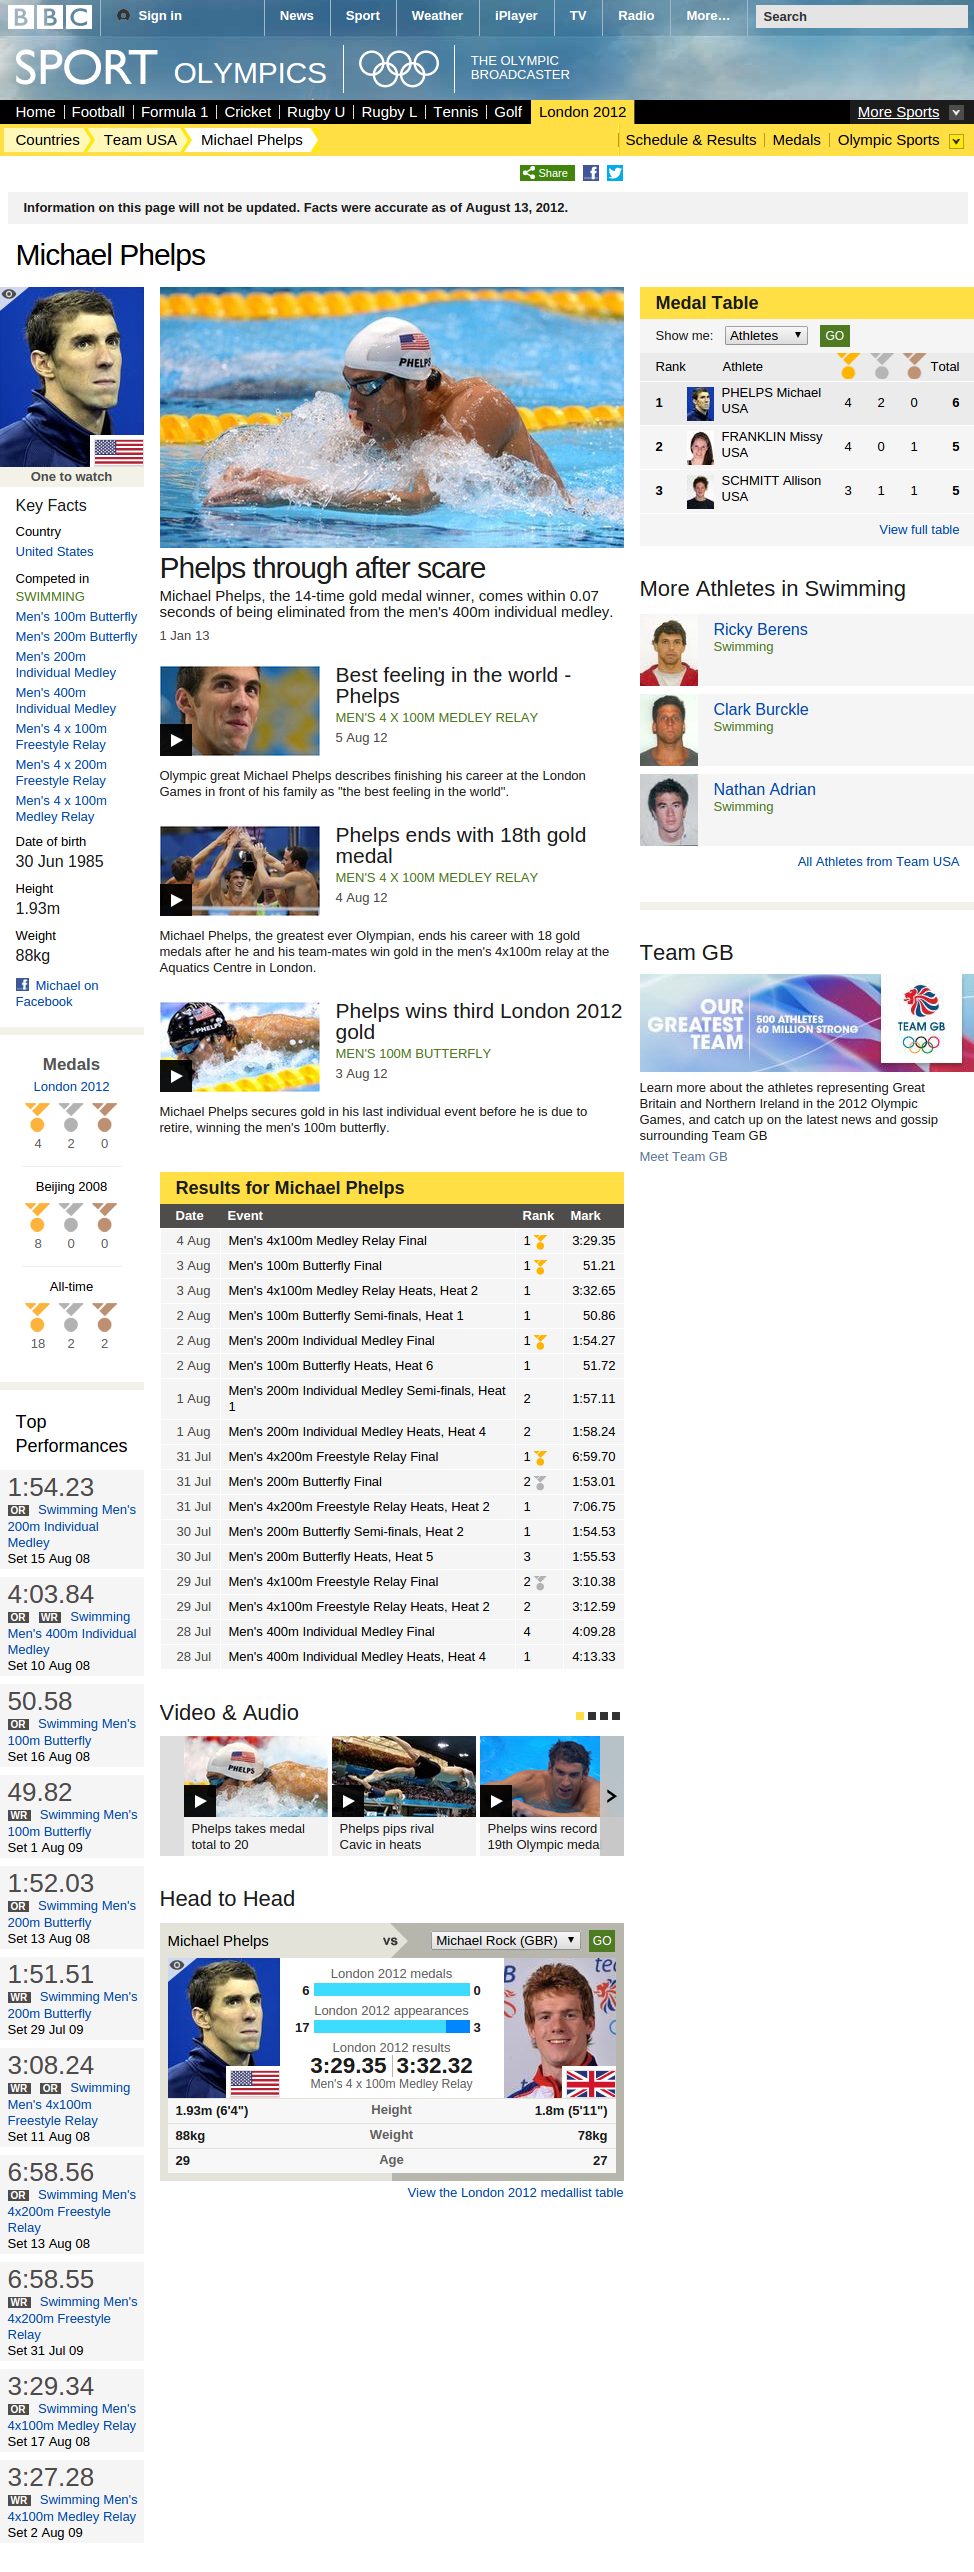 BBC
Sign in
News
Sport
Weather
iPlayer
TV
Radio
More…
Search
SPORT OLYMPICS
THE OLYMPIC
BROADCASTER
Home
Football
Formula 1
Cricket
Rugby U
Rugby L
Tennis
Golf
London 2012
More Sports
Countries
Team USA
Michael Phelps
Schedule & Results
Medals
Olympic Sports
Share
Information on this page will not be updated. Facts were accurate as of August 13, 2012.
Michael Phelps
One to watch
Key Facts
Country
United States
Competed in
SWIMMING
Men's 100m Butterfly
Men's 200m Butterfly
Men's 200m
Individual Medley
Men's 400m
Individual Medley
Men's 4 x 100m
Freestyle Relay
Men's 4 x 200m
Freestyle Relay
Men's 4 x 100m
Medley Relay
Date of birth
30 Jun 1985
Height
1.93m
Weight
88kg
Michael on
Facebook
Medals
London 2012
4 2 0
Beijing 2008
8 0 0
All-time
18 2 2
Top
Performances
1:54.23
OR Swimming Men's
200m Individual
Medley
Set 15 Aug 08
4:03.84
OR WR Swimming
Men's 400m Individual
Medley
Set 10 Aug 08
50.58
OR Swimming Men's
100m Butterfly
Set 16 Aug 08
49.82
WR Swimming Men's
100m Butterfly
Set 1 Aug 09
1:52.03
OR Swimming Men's
200m Butterfly
Set 13 Aug 08
1:51.51
WR Swimming Men's
200m Butterfly
Set 29 Jul 09
3:08.24
WR OR Swimming
Men's 4x100m
Freestyle Relay
Set 11 Aug 08
6:58.56
OR Swimming Men's
4x200m Freestyle
Relay
Set 13 Aug 08
6:58.55
WR Swimming Men's
4x200m Freestyle
Relay
Set 31 Jul 09
3:29.34
OR Swimming Men's
4x100m Medley Relay
Set 17 Aug 08
3:27.28
WR Swimming Men's
4x100m Medley Relay
Set 2 Aug 09
PHELPS
Phelps through after scare
Michael Phelps, the 14-time gold medal winner, comes within 0.07
seconds of being eliminated from the men's 400m individual medley.
1 Jan 13
Best feeling in the world -
Phelps
MEN'S 4 X 100M MEDLEY RELAY
5 Aug 12
Olympic great Michael Phelps describes finishing his career at the London
Games in front of his family as "the best feeling in the world".
Phelps ends with 18th gold
medal
MEN'S 4 X 100M MEDLEY RELAY
4 Aug 12
Michael Phelps, the greatest ever Olympian, ends his career with 18 gold
medals after he and his team-mates win gold in the men's 4x100m relay at the
Aquatics Centre in London.
PHELPS
Phelps wins third London 2012
gold
MEN'S 100M BUTTERFLY
3 Aug 12
Michael Phelps secures gold in his last individual event before he is due to
retire, winning the men's 100m butterfly.
Results for Michael Phelps
Date Event Rank Mark
4 Aug Men's 4x100m Medley Relay Final 1 3:29.35
3 Aug Men's 100m Butterfly Final 1 51.21
3 Aug Men's 4x100m Medley Relay Heats, Heat 2 1 3:32.65
2 Aug Men's 100m Butterfly Semi-finals, Heat 1 1 50.86
2 Aug Men's 200m Individual Medley Final 1 1:54.27
2 Aug Men's 100m Butterfly Heats, Heat 6 1 51.72
1 Aug Men's 200m Individual Medley Semi-finals, Heat
1 2 1:57.11
1 Aug Men's 200m Individual Medley Heats, Heat 4 2 1:58.24
31 Jul Men's 4x200m Freestyle Relay Final 1 6:59.70
31 Jul Men's 200m Butterfly Final 2 1:53.01
31 Jul Men's 4x200m Freestyle Relay Heats, Heat 2 1 7:06.75
30 Jul Men's 200m Butterfly Semi-finals, Heat 2 1 1:54.53
30 Jul Men's 200m Butterfly Heats, Heat 5 3 1:55.53
29 Jul Men's 4x100m Freestyle Relay Final 2 3:10.38
29 Jul Men's 4x100m Freestyle Relay Heats, Heat 2 2 3:12.59
28 Jul Men's 400m Individual Medley Final 4 4:09.28
28 Jul Men's 400m Individual Medley Heats, Heat 4 1 4:13.33
Video & Audio
PHELPS
Phelps takes medal
total to 20
Phelps pips rival
Cavic in heats
Phelps wins record
19th Olympic meda
Head to Head
Michael Phelps
vs
Michael Rock (GBR)
GO
London 2012 medals
6 0
London 2012 appearances
17 3
London 2012 results
3:29.35 3:32.32
Men's 4 x 100m Medley Relay
1.93m (6'4") Height 1.8m (5'11")
88kg Weight 78kg
29 Age 27
View the London 2012 medallist table
Medal Table
Show me: Athletes GO
Rank Athlete Total
1 PHELPS Michael
USA 4 2 0 6
2 FRANKLIN Missy
USA 4 0 1 5
3 SCHMITT Allison
USA 3 1 1 5
View full table
More Athletes in Swimming
Ricky Berens
Swimming
Clark Burckle
Swimming
Nathan Adrian
Swimming
All Athletes from Team USA
Team GB
OUR
GREATEST
TEAM
500 ATHLETES
60 MILLION STRONG
TEAM GB
Learn more about the athletes representing Great
Britain and Northern Ireland in the 2012 Olympic
Games, and catch up on the latest news and gossip
surrounding Team GB
Meet Team GB